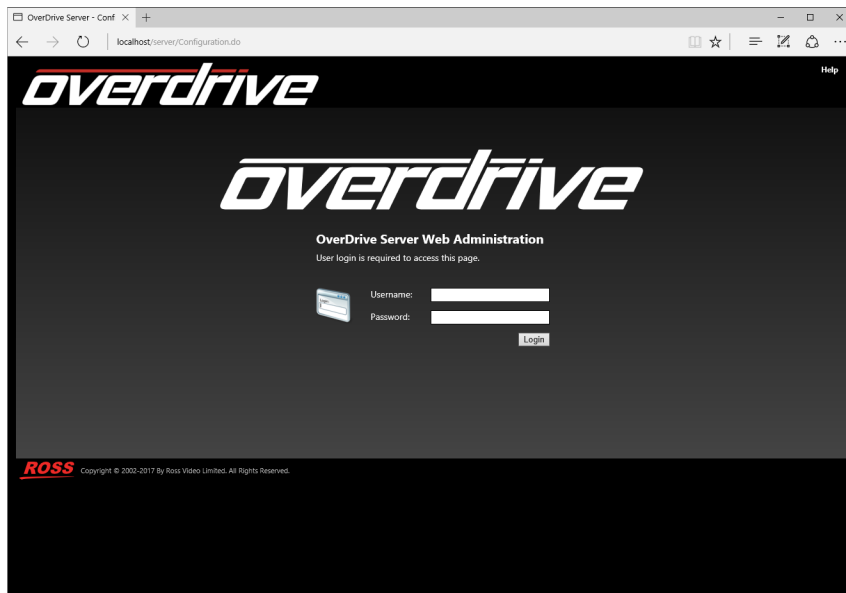 OverDrive Server - Conf
localhost/server/Configuration.do
overdrive
Help
overdrive
OverDrive Server Web Administration
User login is required to access this page.
Username:
Password:
Login
ROSS Copyright © 2002-2017 By Ross Video Limited. All Rights Reserved.